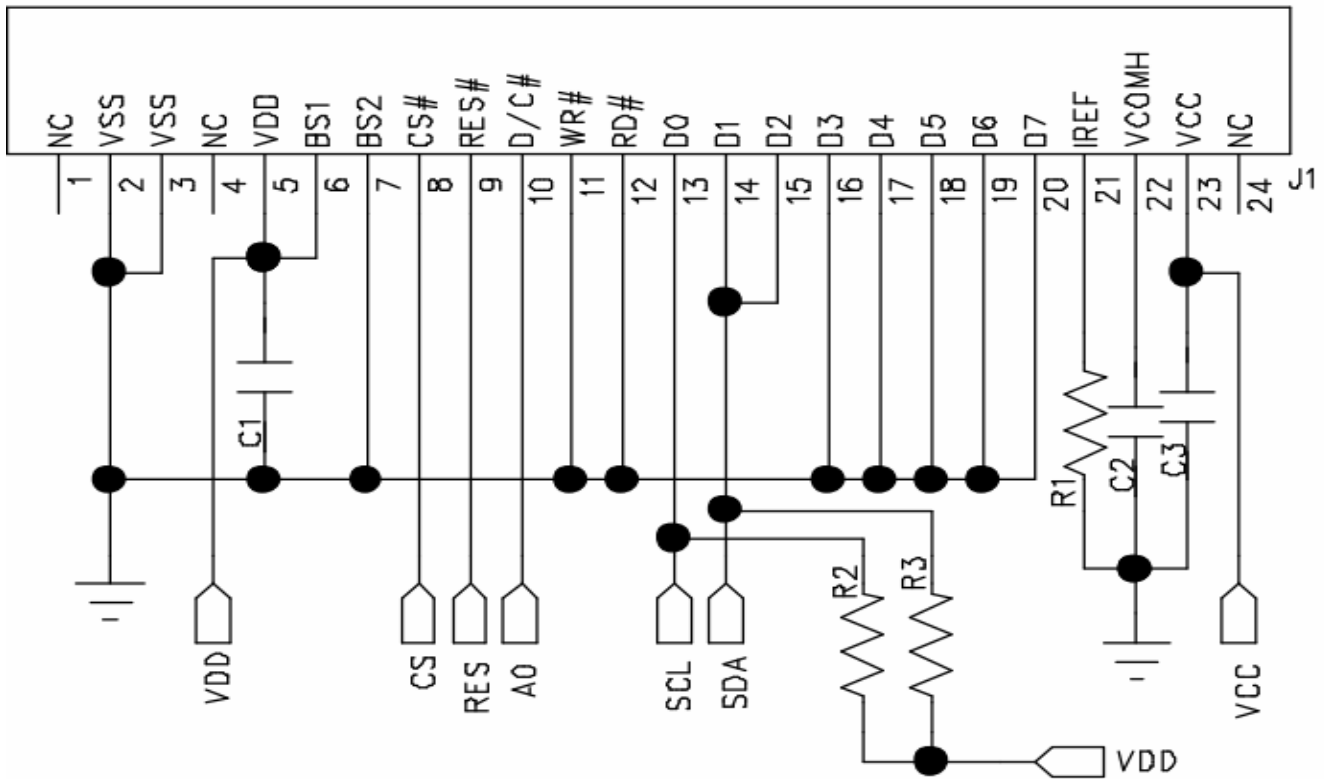 NC
VSS
VSS
NC
VDD
BS1
BS2
CS#
RES#
D/C#
WR#
RD#
D0
D1
D2
D3
D4
D5
D6
D7
IREF
VCOMH
VCC
NC
1
2
3
4
5
6
7
8
9
10
11
12
13
14
15
16
17
18
19
20
21
22
23
24
J1
C1
R1
C2
C3
R2
R3
VDD
CS
RES
A0
SCL
SDA
VCC
VDD